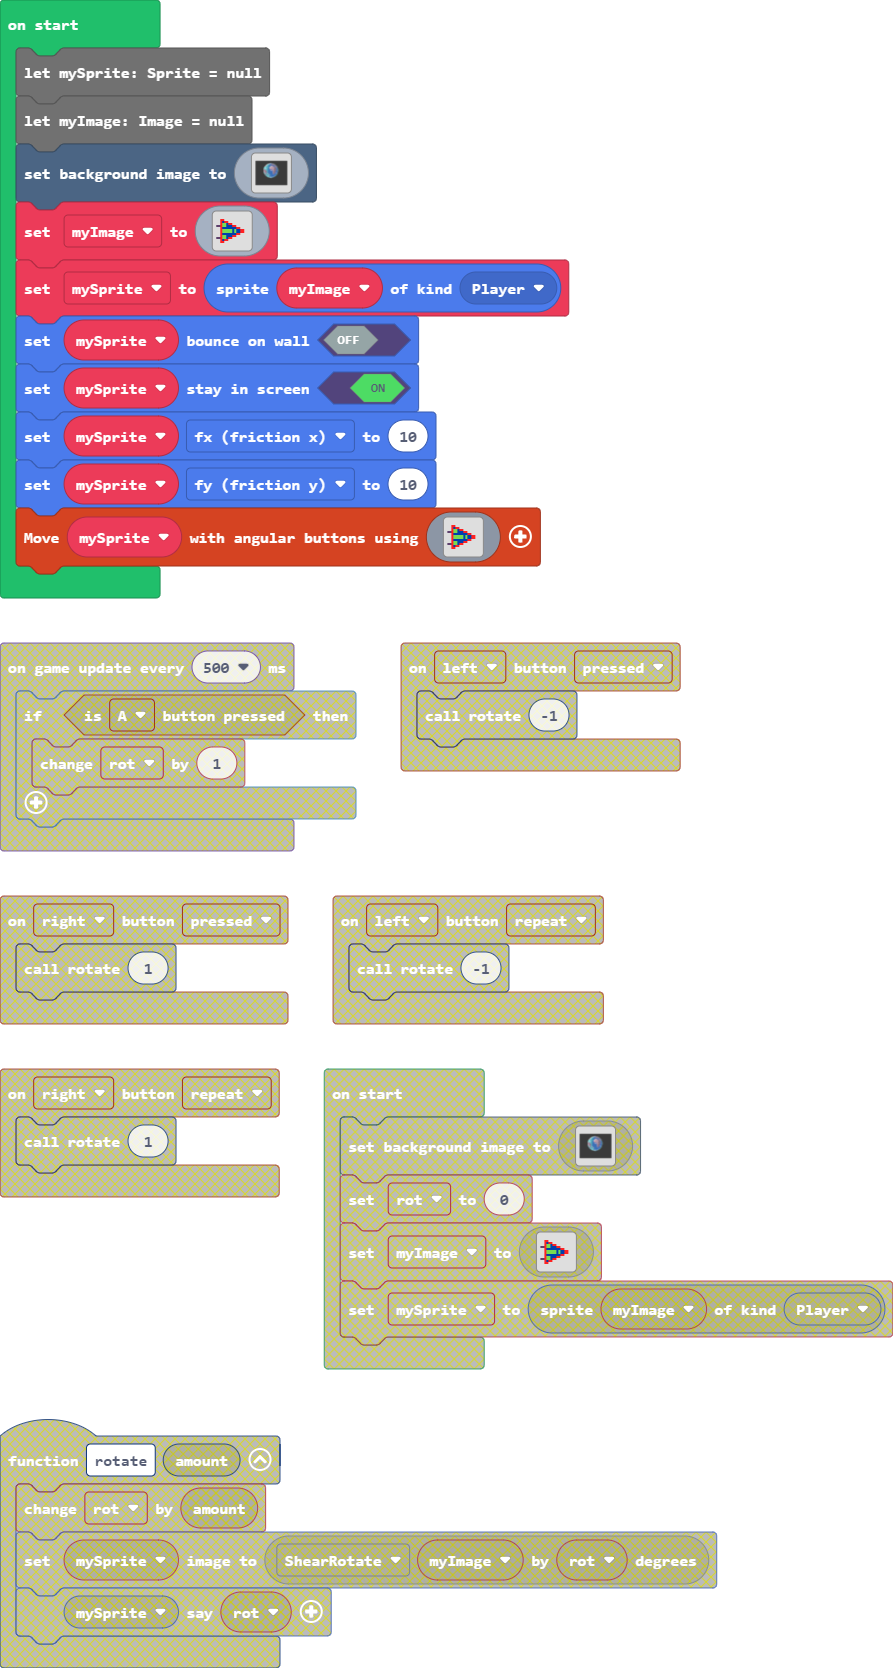 on start
let mySprite: Sprite = null
let myImage: Image = null
set background image to
set myImage to
set mySprite to sprite myImage of kind Player
set mySprite bounce on wall OFF
set mySprite stay in screen ON
set mySprite fx (friction x) to 10
set mySprite fy (friction y) to 10
Move mySprite with angular buttons using
on game update every 500 ms
if is A button pressed then
change rot by 1
on left button pressed
call rotate -1
on right button pressed
call rotate 1
on left button repeat
call rotate -1
on right button repeat
call rotate 1
on start
set background image to
set rot to 0
set myImage to
set mySprite to sprite myImage of kind Player
function rotate amount
change rot by amount
set mySprite image to ShearRotate myImage by rot degrees
mySprite say rot